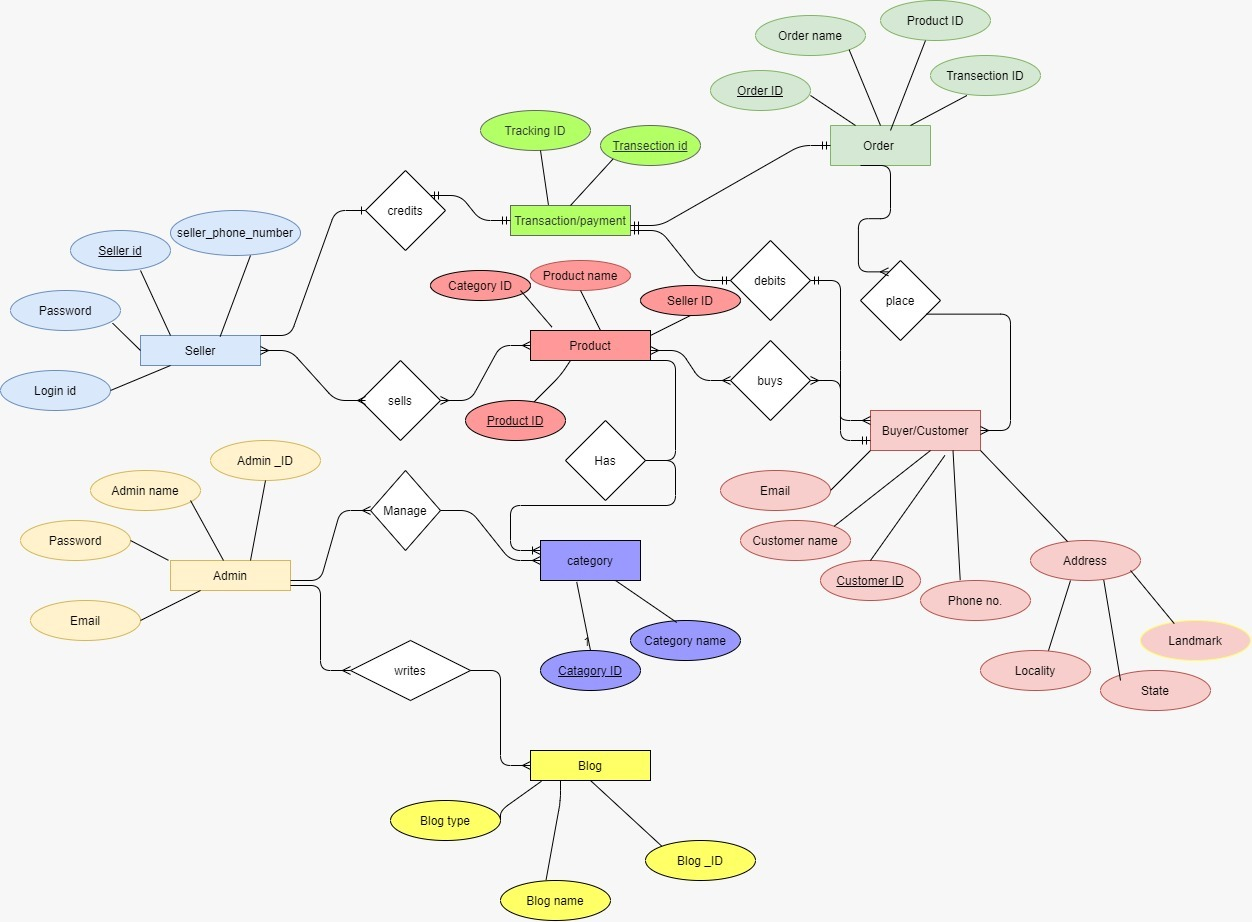 Product ID
Order name
Transection ID
Order ID
Tracking ID
Transection id
Order
credits
Transaction/payment
seller_phone_number
Seller id
Category ID
Product name
Seller ID
debits
place
Password
Seller
Product
Login id
sells
buys
Product ID
Buyer/Customer
Has
Admin _ID
Admin name
Manage
Email
Password
Customer name
category
Address
Admin
Customer ID
Phone no.
Email
Category name
Landmark
1
writes
Catagory ID
Locality
State
Blog
Blog type
Blog _ID
Blog name